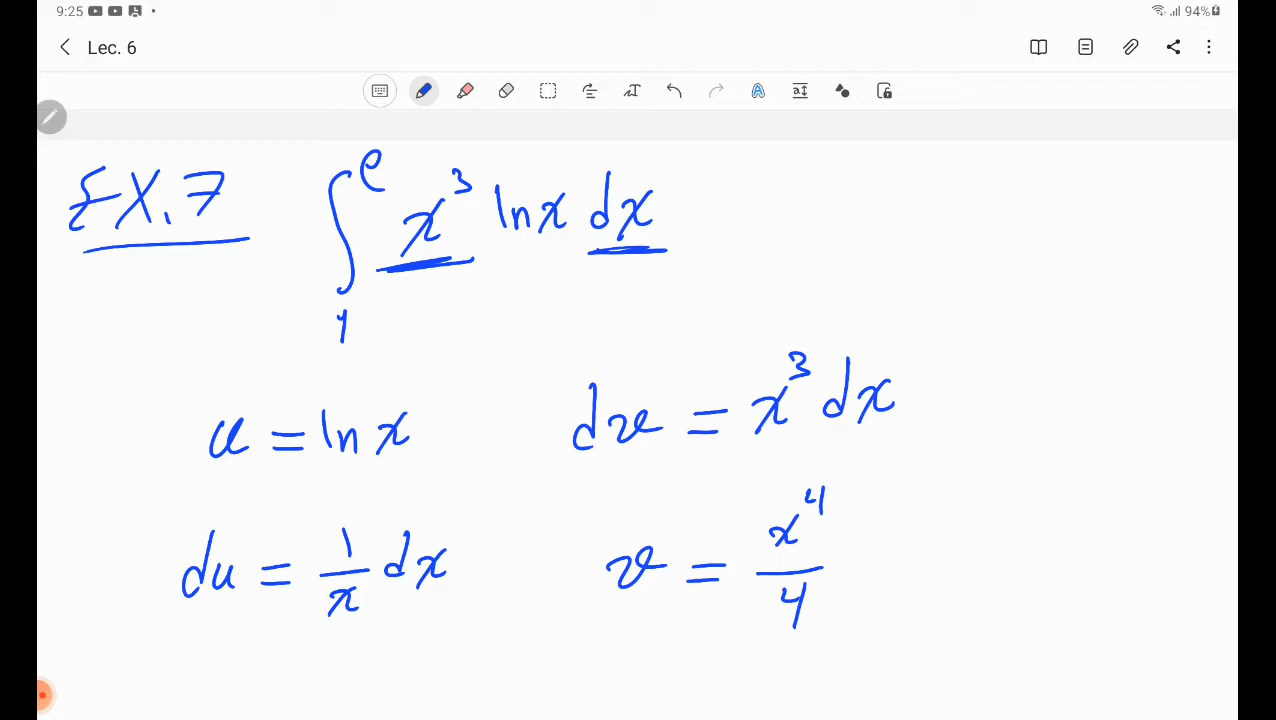 9:25 94%
Lec. 6
EX.7 ∫₁ᵉ x³ ln x dx
u = ln x dv = x³ dx
du = 1/x dx v = x⁴/4